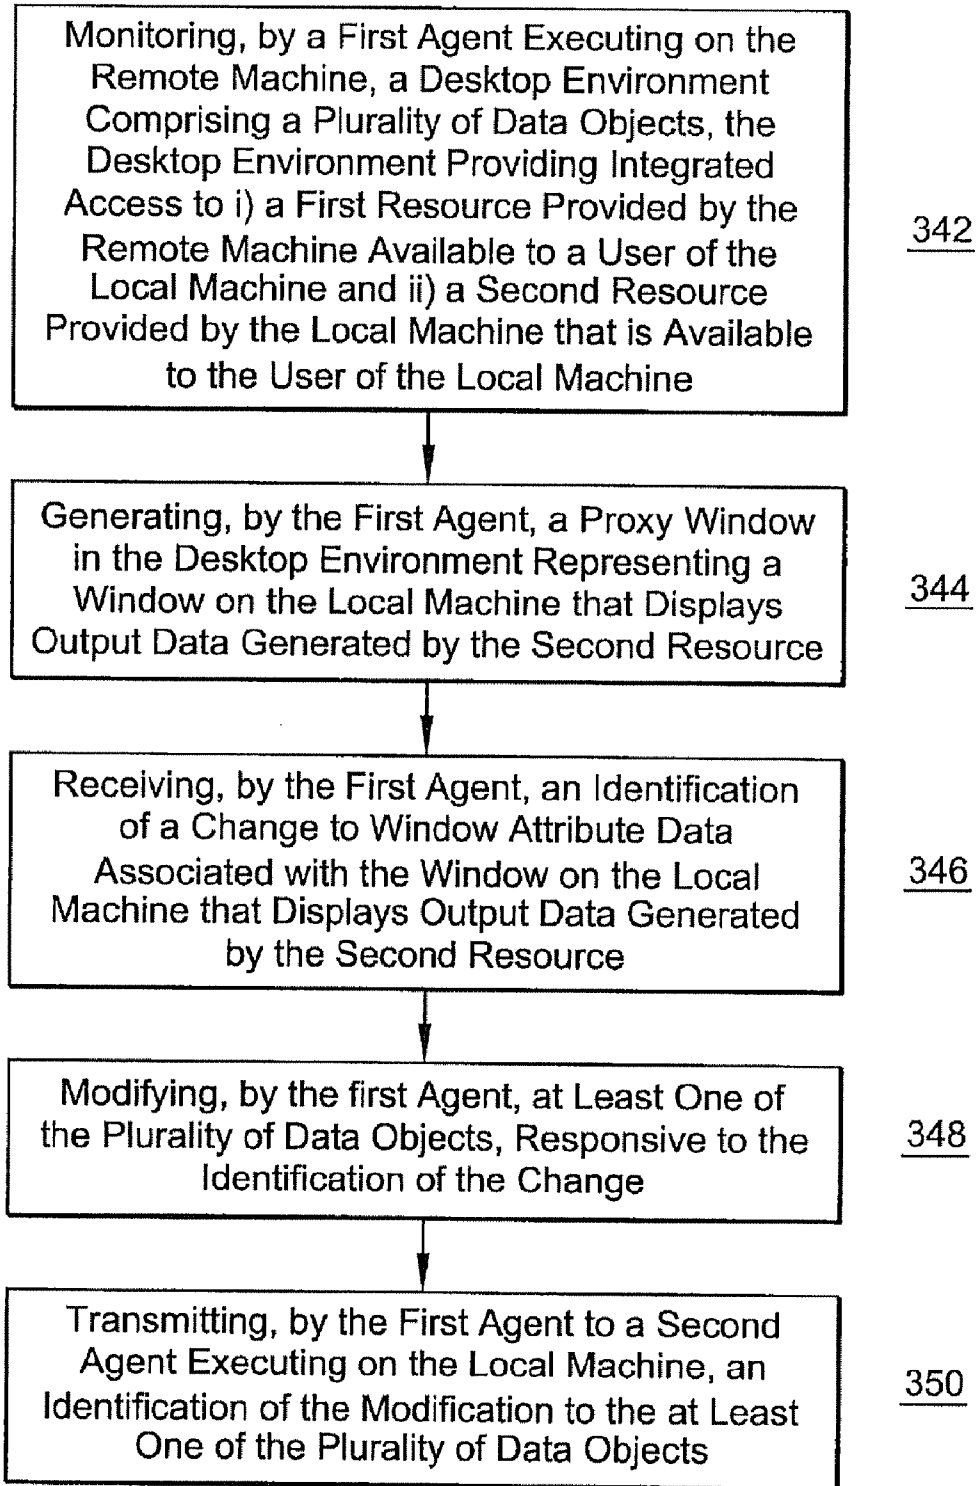 Monitoring, by a First Agent Executing on the
Remote Machine, a Desktop Environment
Comprising a Plurality of Data Objects, the
Desktop Environment Providing Integrated
Access to i) a First Resource Provided by the
Remote Machine Available to a User of the
Local Machine and ii) a Second Resource
Provided by the Local Machine that is Available
to the User of the Local Machine
342
Generating, by the First Agent, a Proxy Window
in the Desktop Environment Representing a
Window on the Local Machine that Displays
Output Data Generated by the Second Resource
344
Receiving, by the First Agent, an Identification
of a Change to Window Attribute Data
Associated with the Window on the Local
Machine that Displays Output Data Generated
by the Second Resource
346
Modifying, by the first Agent, at Least One of
the Plurality of Data Objects, Responsive to the
Identification of the Change
348
Transmitting, by the First Agent to a Second
Agent Executing on the Local Machine, an
Identification of the Modification to the at Least
One of the Plurality of Data Objects
350